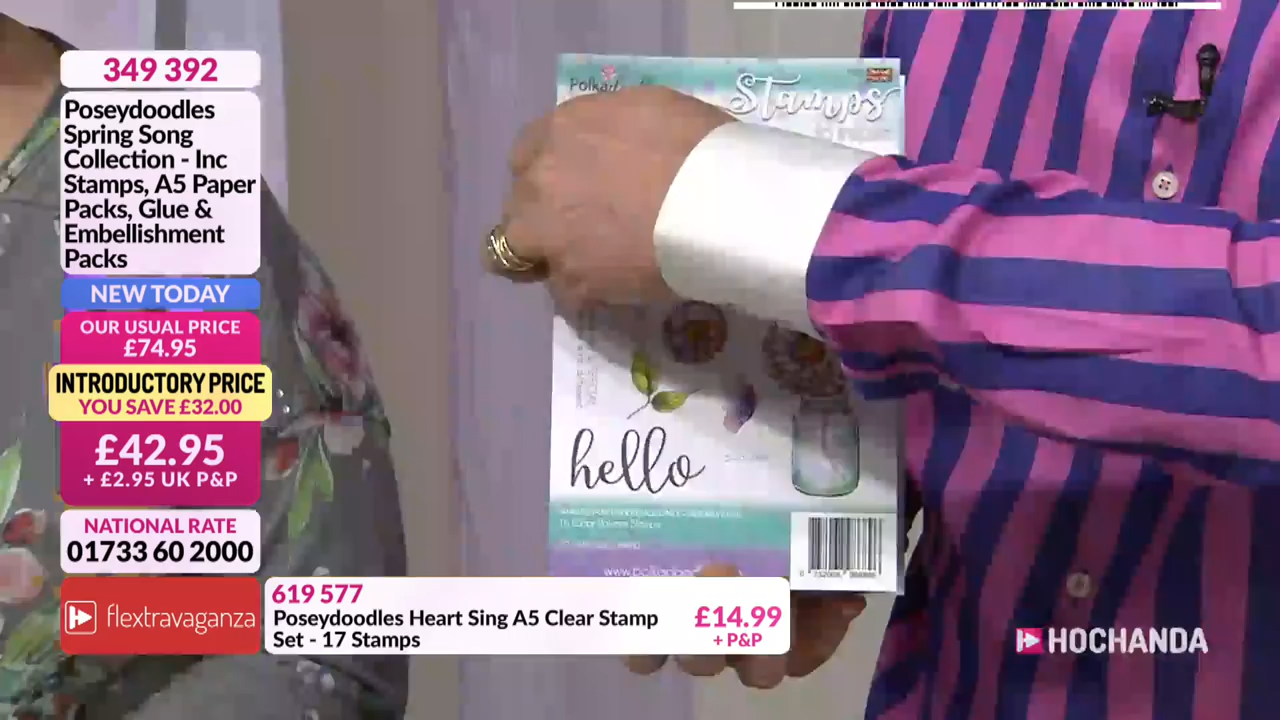 349 392
Poseydoodles
Spring Song
Collection - Inc
Stamps, A5 Paper
Packs, Glue &
Embellishment
Packs
NEW TODAY
OUR USUAL PRICE
£74.95
INTRODUCTORY PRICE
YOU SAVE £32.00
£42.95
+ £2.95 UK P&P
NATIONAL RATE
01733 60 2000
flextravaganza
619 577
Poseydoodles Heart Sing A5 Clear Stamp
Set - 17 Stamps
£14.99
+ P&P
HOCHANDA
Stamps
hello